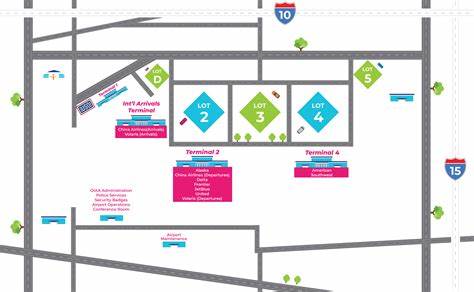 10
LOT
D
LOT
5
Terminal 1
Int'l Arrivals
Terminal
China Airlines(Arrivals)
Volaris (Arrivals)
LOT
2
LOT
3
LOT
4
Terminal 2
Alaska
China Airlines (Departures)
Delta
Frontier
JetBlue
United
Volaris (Departures)
Terminal 4
American
Southwest
15
OIAA Administration
Police Services
Security Badges
Airport Operations
Conference Room
Airport
Maintenance